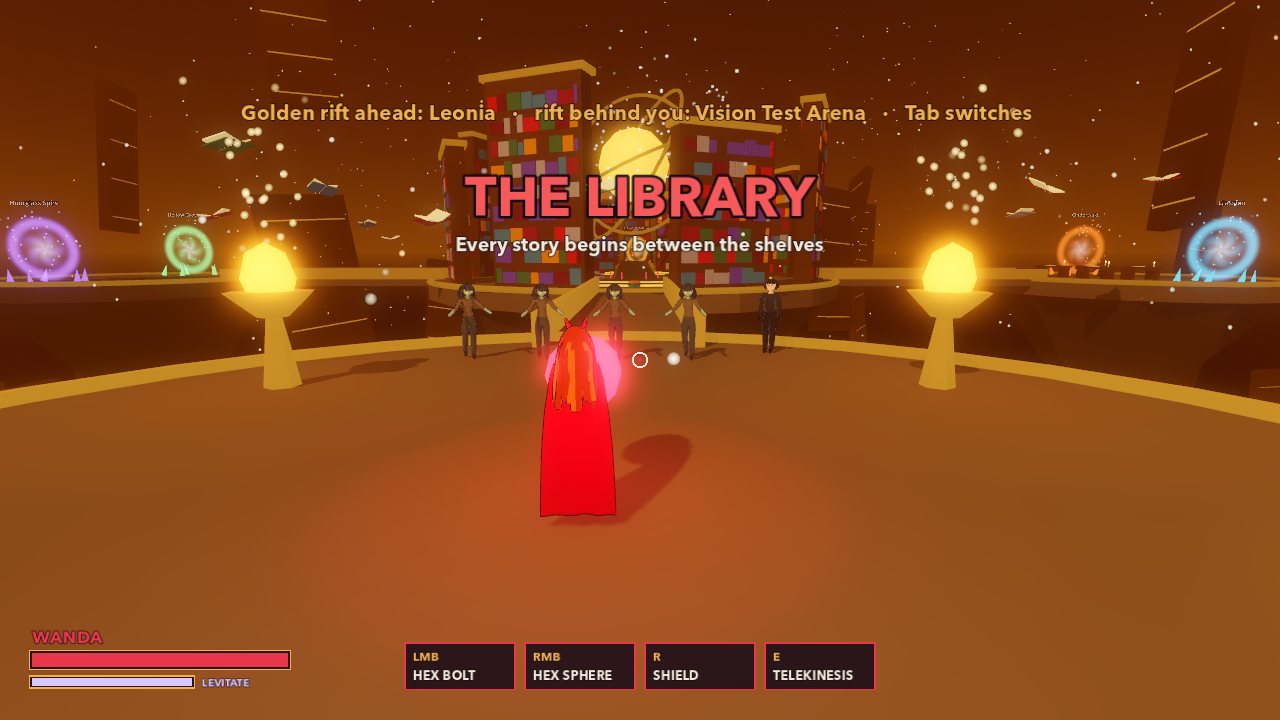 Golden rift ahead: Leonia · rift behind you: Vision Test Arena · Tab switches
THE LIBRARY
Every story begins between the shelves
WANDA
LEVITATE
LMB
HEX BOLT
RMB
HEX SPHERE
R
SHIELD
E
TELEKINESIS